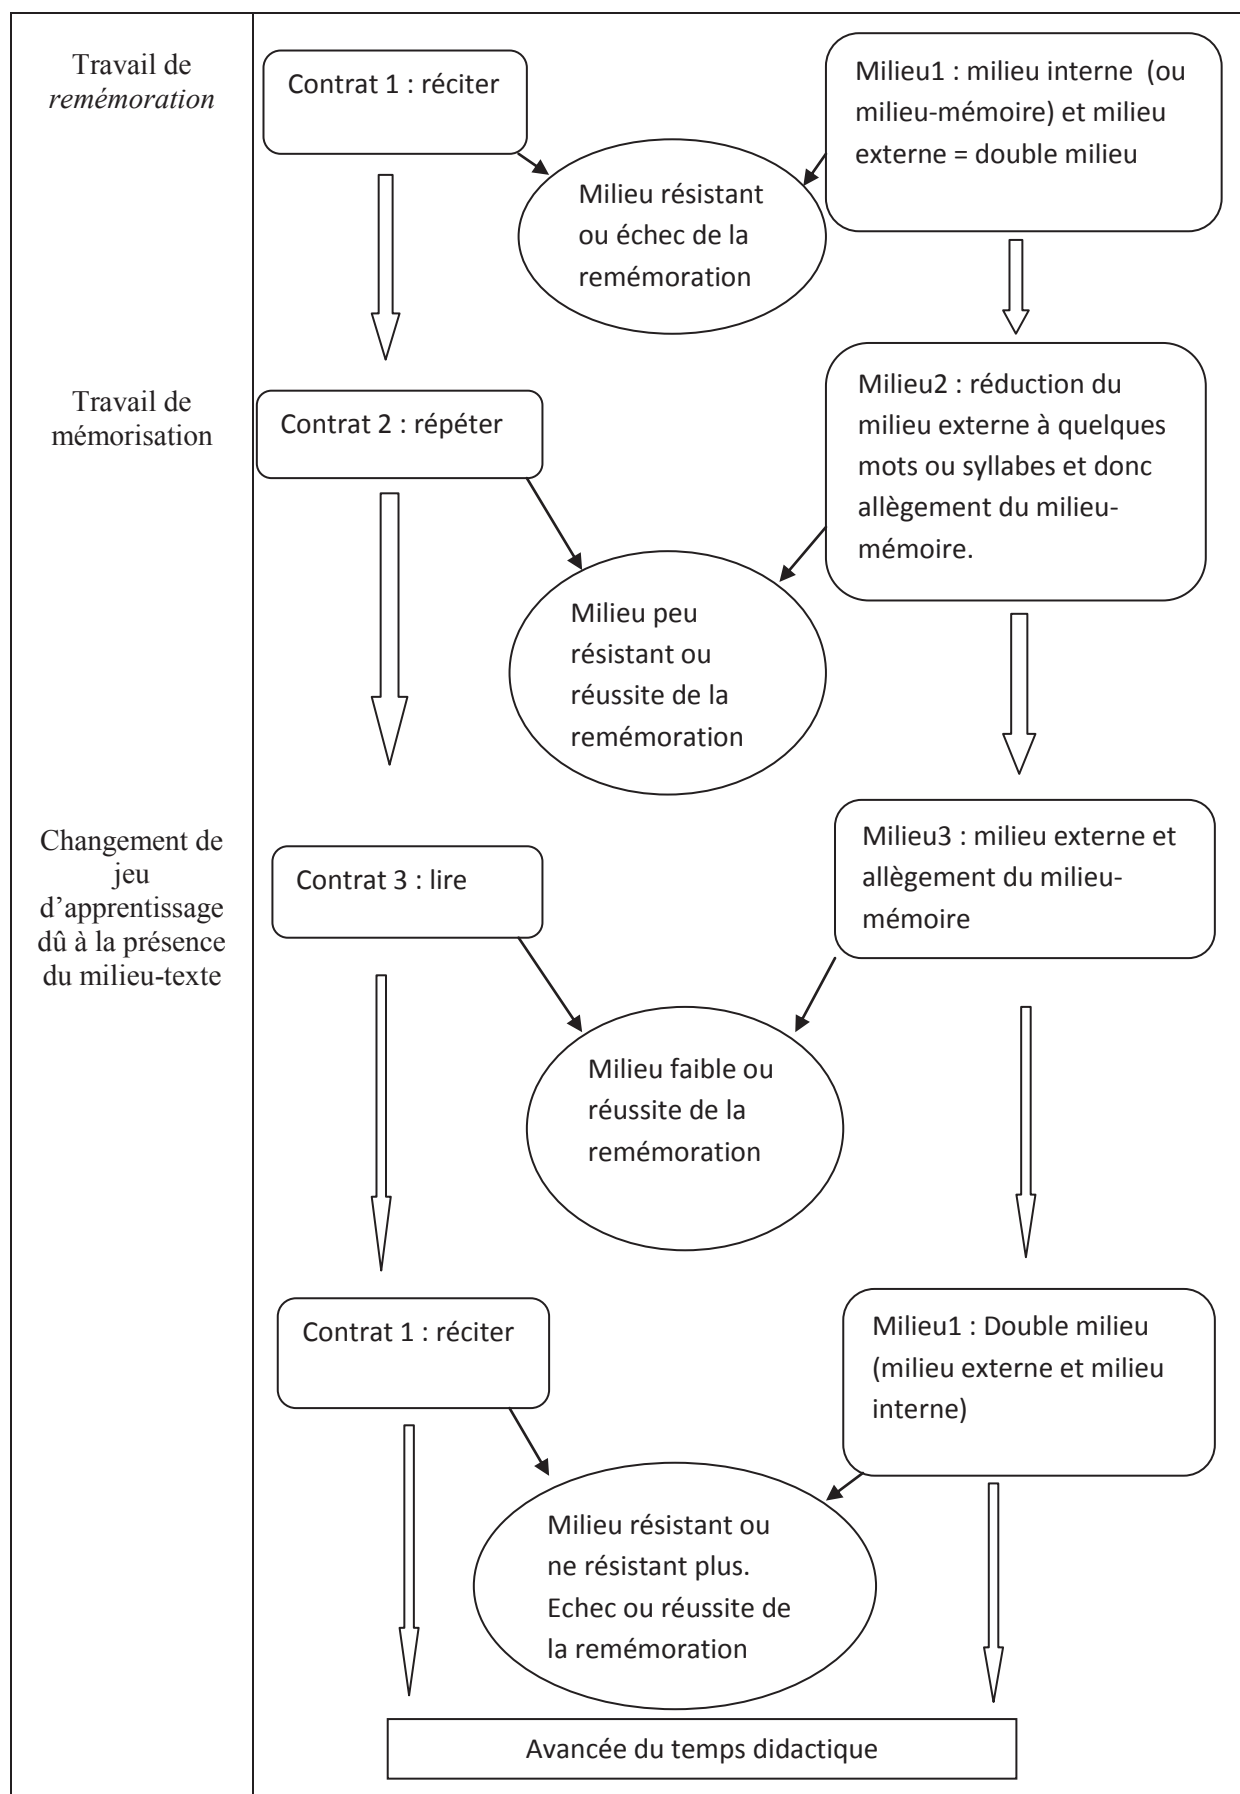 Travail de
remémoration
Contrat 1 : réciter
Milieu1 : milieu interne (ou
milieu-mémoire) et milieu
externe = double milieu
Milieu résistant
ou échec de la
remémoration
Travail de
mémorisation
Contrat 2 : répéter
Milieu2 : réduction du
milieu externe à quelques
mots ou syllabes et donc
allègement du milieu-
mémoire.
Milieu peu
résistant ou
réussite de la
remémoration
Changement de
jeu
d’apprentissage
dû à la présence
du milieu-texte
Contrat 3 : lire
Milieu3 : milieu externe et
allègement du milieu-
mémoire
Milieu faible ou
réussite de la
remémoration
Contrat 1 : réciter
Milieu1 : Double milieu
(milieu externe et milieu
interne)
Milieu résistant ou
ne résistant plus.
Echec ou réussite de
la remémoration
Avancée du temps didactique